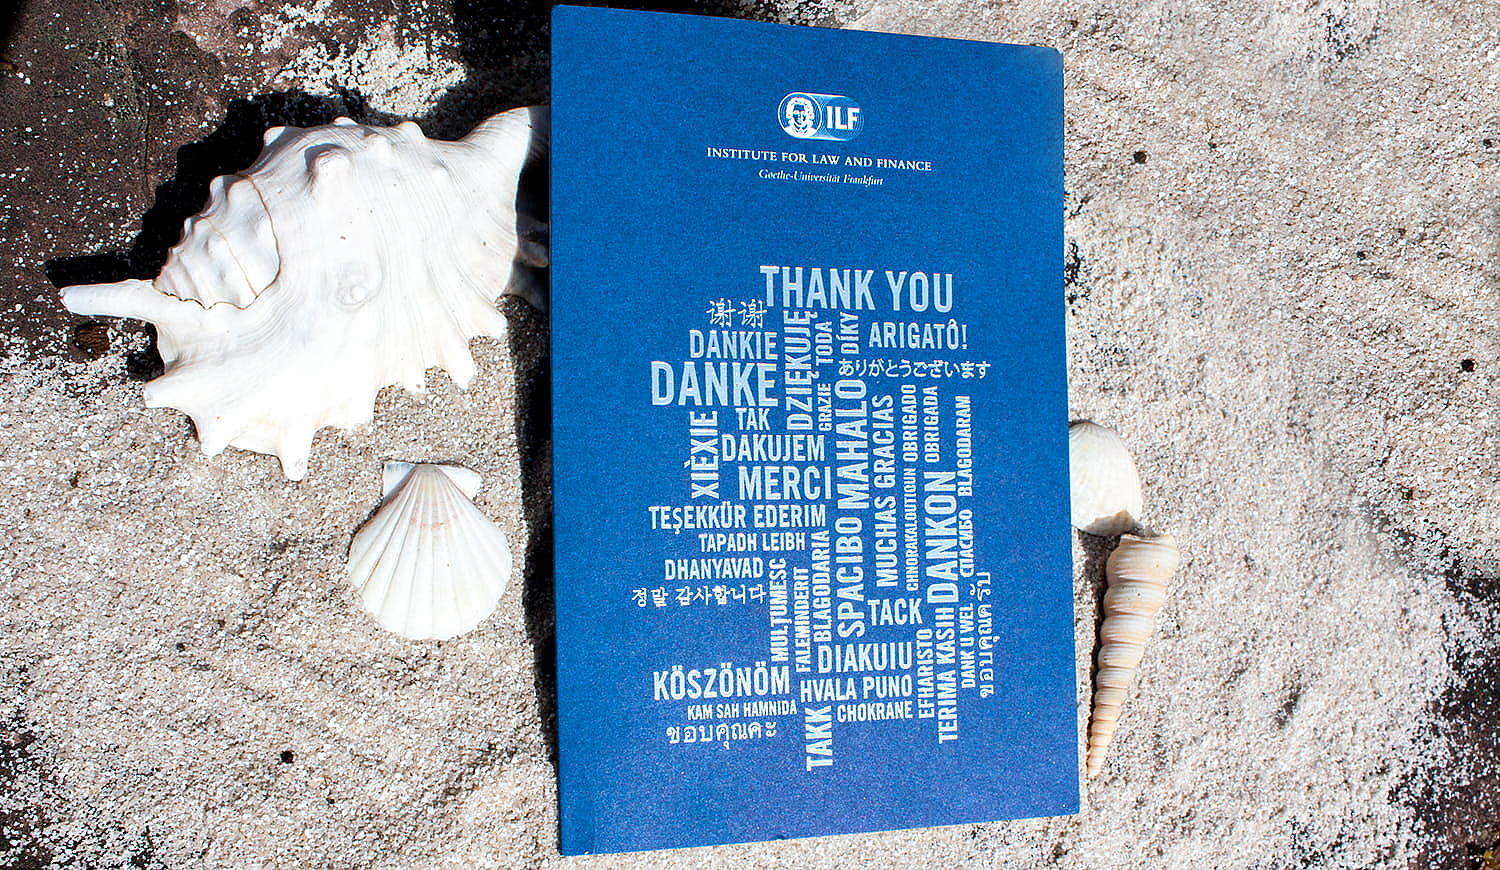 ILF
INSTITUTE FOR LAW AND FINANCE
Goethe-Universität Frankfurt
THANK YOU
谢谢
DANKIE
DZIEKUJĘ
TODA
DÍKY
ARIGATÔ!
ありがとうございます
DANKE
GRAZIE
MAHALO
XIÈXIE
TAK
DAKUJEM
MERCI
MUCHAS GRACIAS
OBRIGADO
OBRIGADA
BLAGODARAM
TEŞEKKÜR EDERIM
TAPADH LEIBH
DHANYAVAD
정말 감사합니다
MULŢUMESC
FALEMINDERIT
BLAGODARIA
SPACIBO
CHNORAKALOUTIOUN
DANKON
СПАСИБО
TACK
ขอบคุณครับ
KÖSZÖNÖM
KAM SAH HAMNIDA
ขอบคุณคะ
DIAKUIU
HVALA PUNO
CHOKRANE
TAKK
EFHARISTO
TERIMA KASIH
DANK U WEL